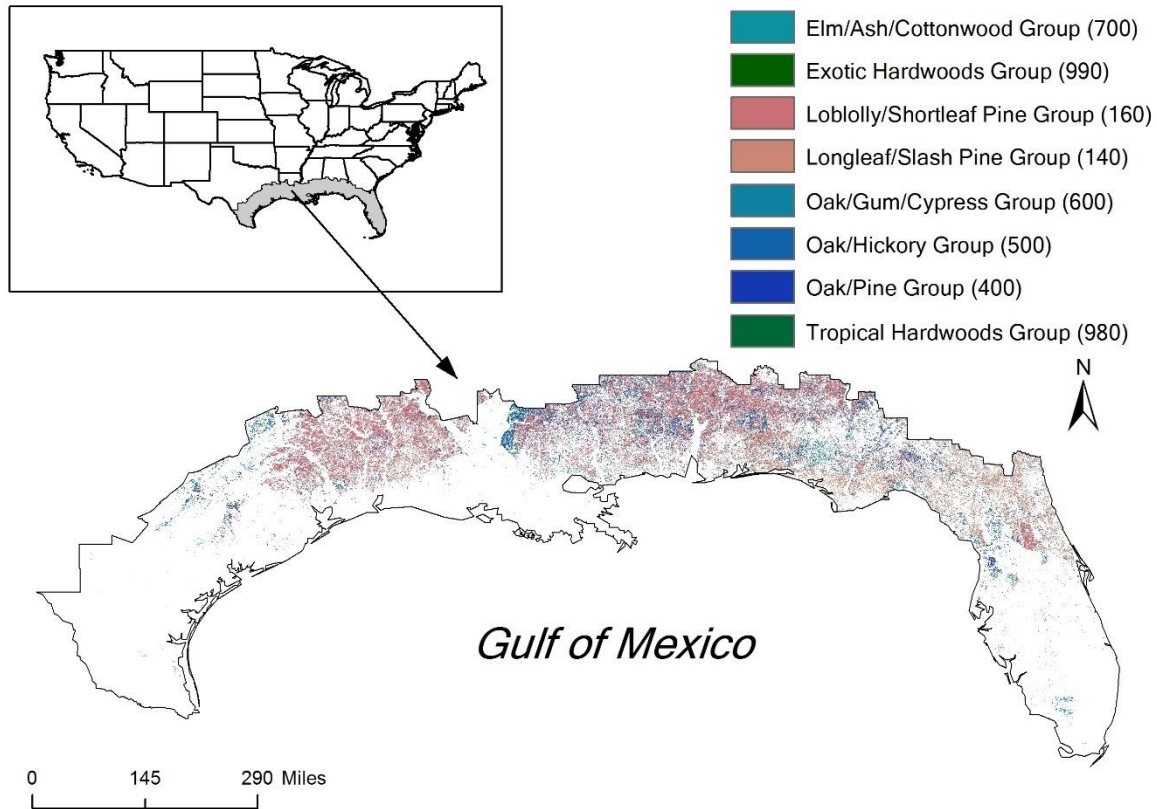 Elm/Ash/Cottonwood Group (700)
Exotic Hardwoods Group (990)
Loblolly/Shortleaf Pine Group (160)
Longleaf/Slash Pine Group (140)
Oak/Gum/Cypress Group (600)
Oak/Hickory Group (500)
Oak/Pine Group (400)
Tropical Hardwoods Group (980)
N
Gulf of Mexico
0 145 290 Miles